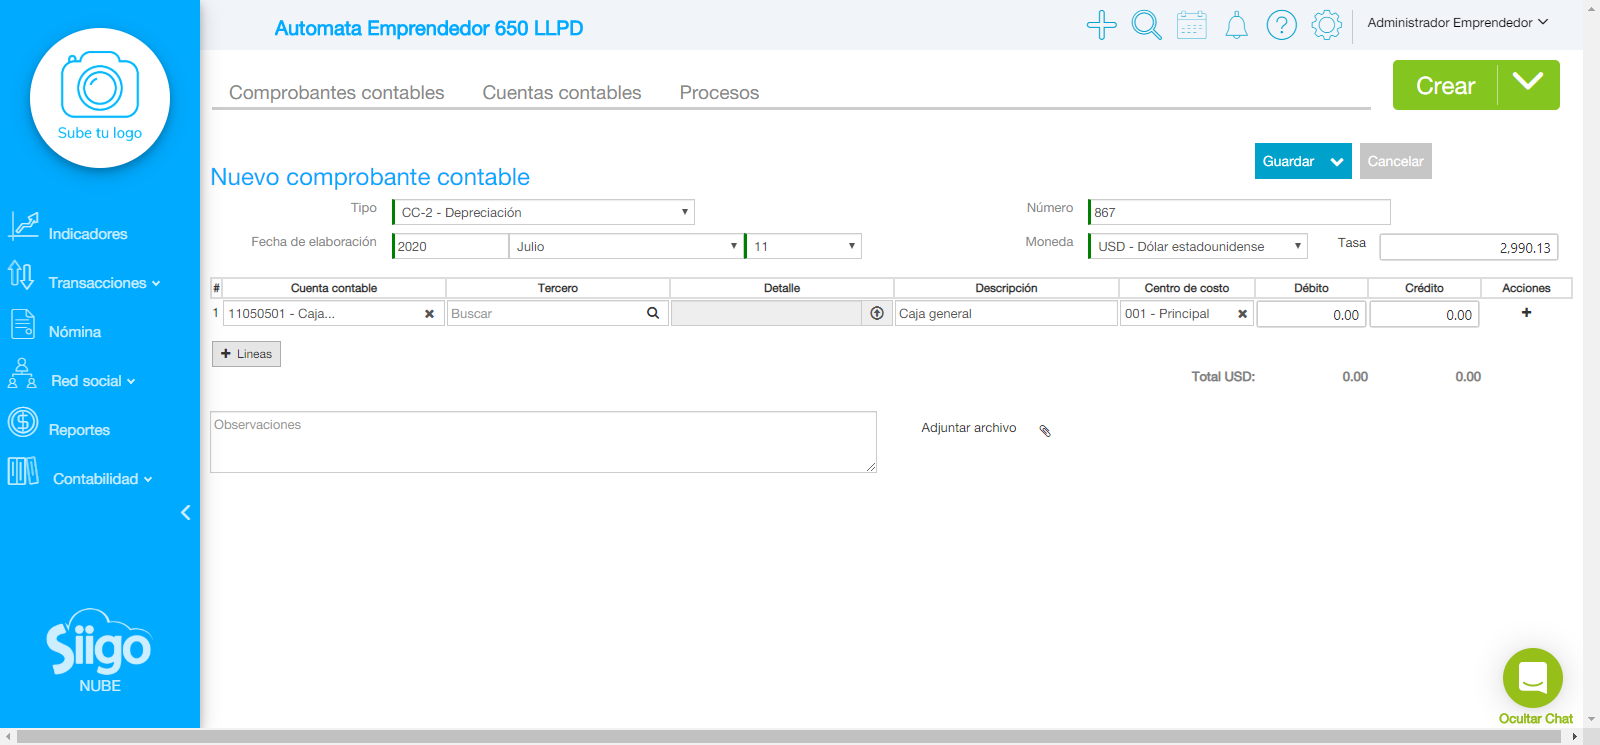 Automata Emprendedor 650 LLPD
Administrador Emprendedor
Sube tu logo
Comprobantes contables
Cuentas contables
Procesos
Crear
Guardar
Cancelar
Nuevo comprobante contable
Tipo
CC-2 - Depreciación
Número
867
Fecha de elaboración
2020
Julio
11
Moneda
USD - Dólar estadounidense
Tasa
2,990.13
# Cuenta contable Tercero Detalle Descripción Centro de costo Débito Crédito Acciones
1 11050501 - Caja... Buscar Caja general 001 - Principal 0.00 0.00
+ Lineas
Total USD: 0.00 0.00
Observaciones
Adjuntar archivo
Indicadores
Transacciones
Nómina
Red social
Reportes
Contabilidad
Siigo
NUBE
Ocultar Chat